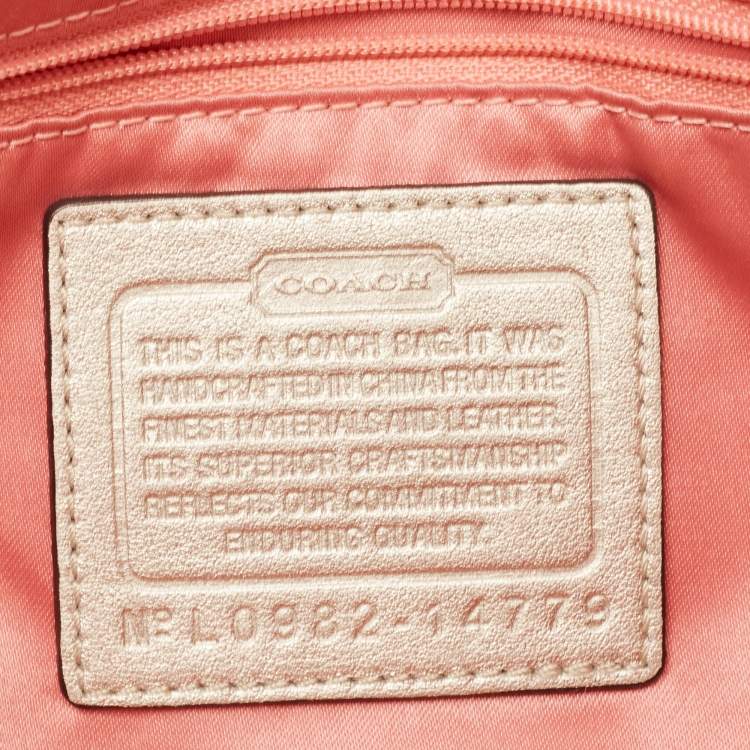 COACH
THIS IS A COACH BAG. IT WAS
HANDCRAFTED IN CHINA FROM THE
FINEST MATERIALS AND LEATHER.
ITS SUPERIOR CRAFTSMANSHIP
REFLECTS OUR COMMITMENT TO
ENDURING QUALITY.
Nº L0982-14779